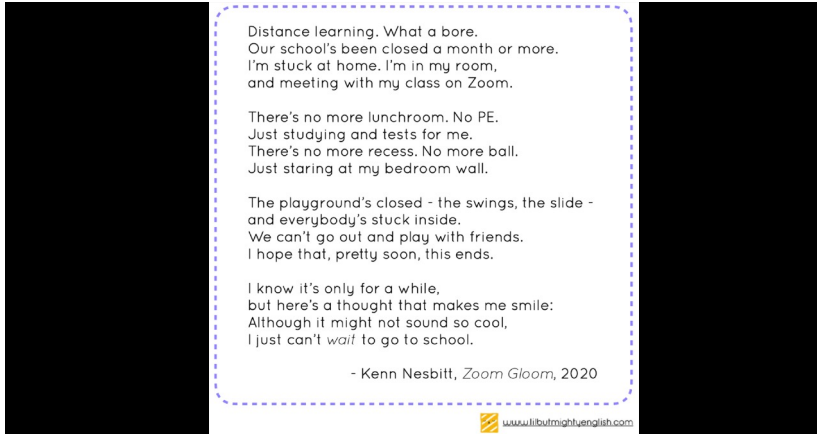 Distance learning. What a bore.
Our school's been closed a month or more.
I'm stuck at home. I'm in my room,
and meeting with my class on Zoom.
There's no more lunchroom. No PE.
Just studying and tests for me.
There's no more recess. No more ball.
Just staring at my bedroom wall.
The playground's closed - the swings, the slide -
and everybody's stuck inside.
We can't go out and play with friends.
I hope that, pretty soon, this ends.
I know it's only for a while,
but here's a thought that makes me smile:
Although it might not sound so cool,
I just can't wait to go to school.
- Kenn Nesbitt, Zoom Gloom, 2020
www.lilbutmightyenglish.com